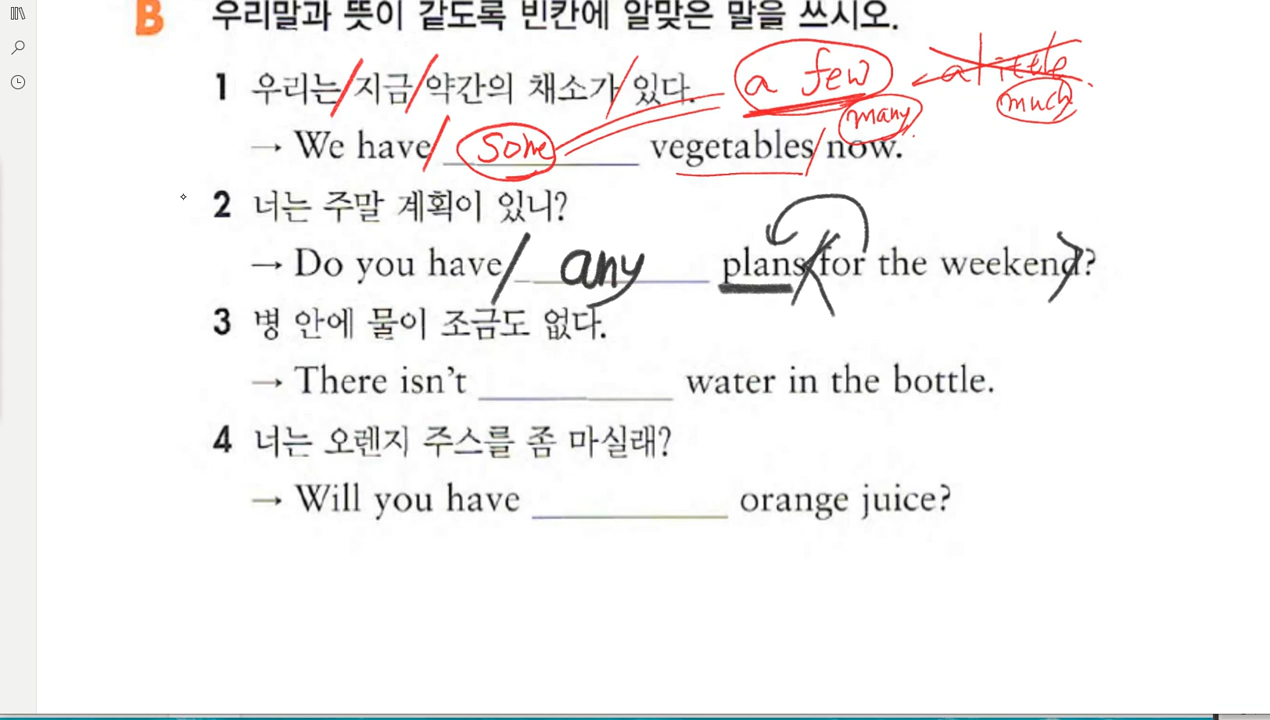 B 우리말과 뜻이 같도록 빈칸에 알맞은 말을 쓰시오.
1 우리는/지금/약간의 채소가/있다. a few a little
many much
→ We have/ some vegetables/now.
2 너는 주말 계획이 있니?
→ Do you have/ any plans for the weekend?
3 병 안에 물이 조금도 없다.
→ There isn't water in the bottle.
4 너는 오렌지 주스를 좀 마실래?
→ Will you have orange juice?